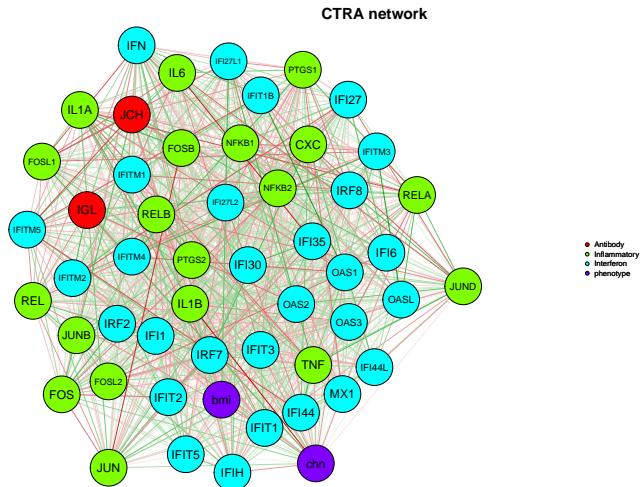 CTRA network
IFN
IFI27L1
IL6
PTGS1
IFIT1B
IFI27
IL1A
JCH
NFKB1
CXC
FOSB
IFITM3
FOSL1
IFITM1
NFKB2
IRF8
RELA
IGL
RELB
IFI27L2
IFITM5
IFI35
IFI6
IFITM4
PTGS2
IFI30
OAS1
IFITM2
JUND
REL
IL1B
OAS2
OASL
IRF2
OAS3
JUNB
IFI1
IRF7
IFIT3
TNF
IFI44L
FOSL2
FOS
IFIT2
bmi
MX1
IFI44
IFIT1
JUN
IFIT5
IFIH
chn
Antibody
Inflammatory
Interferon
phenotype